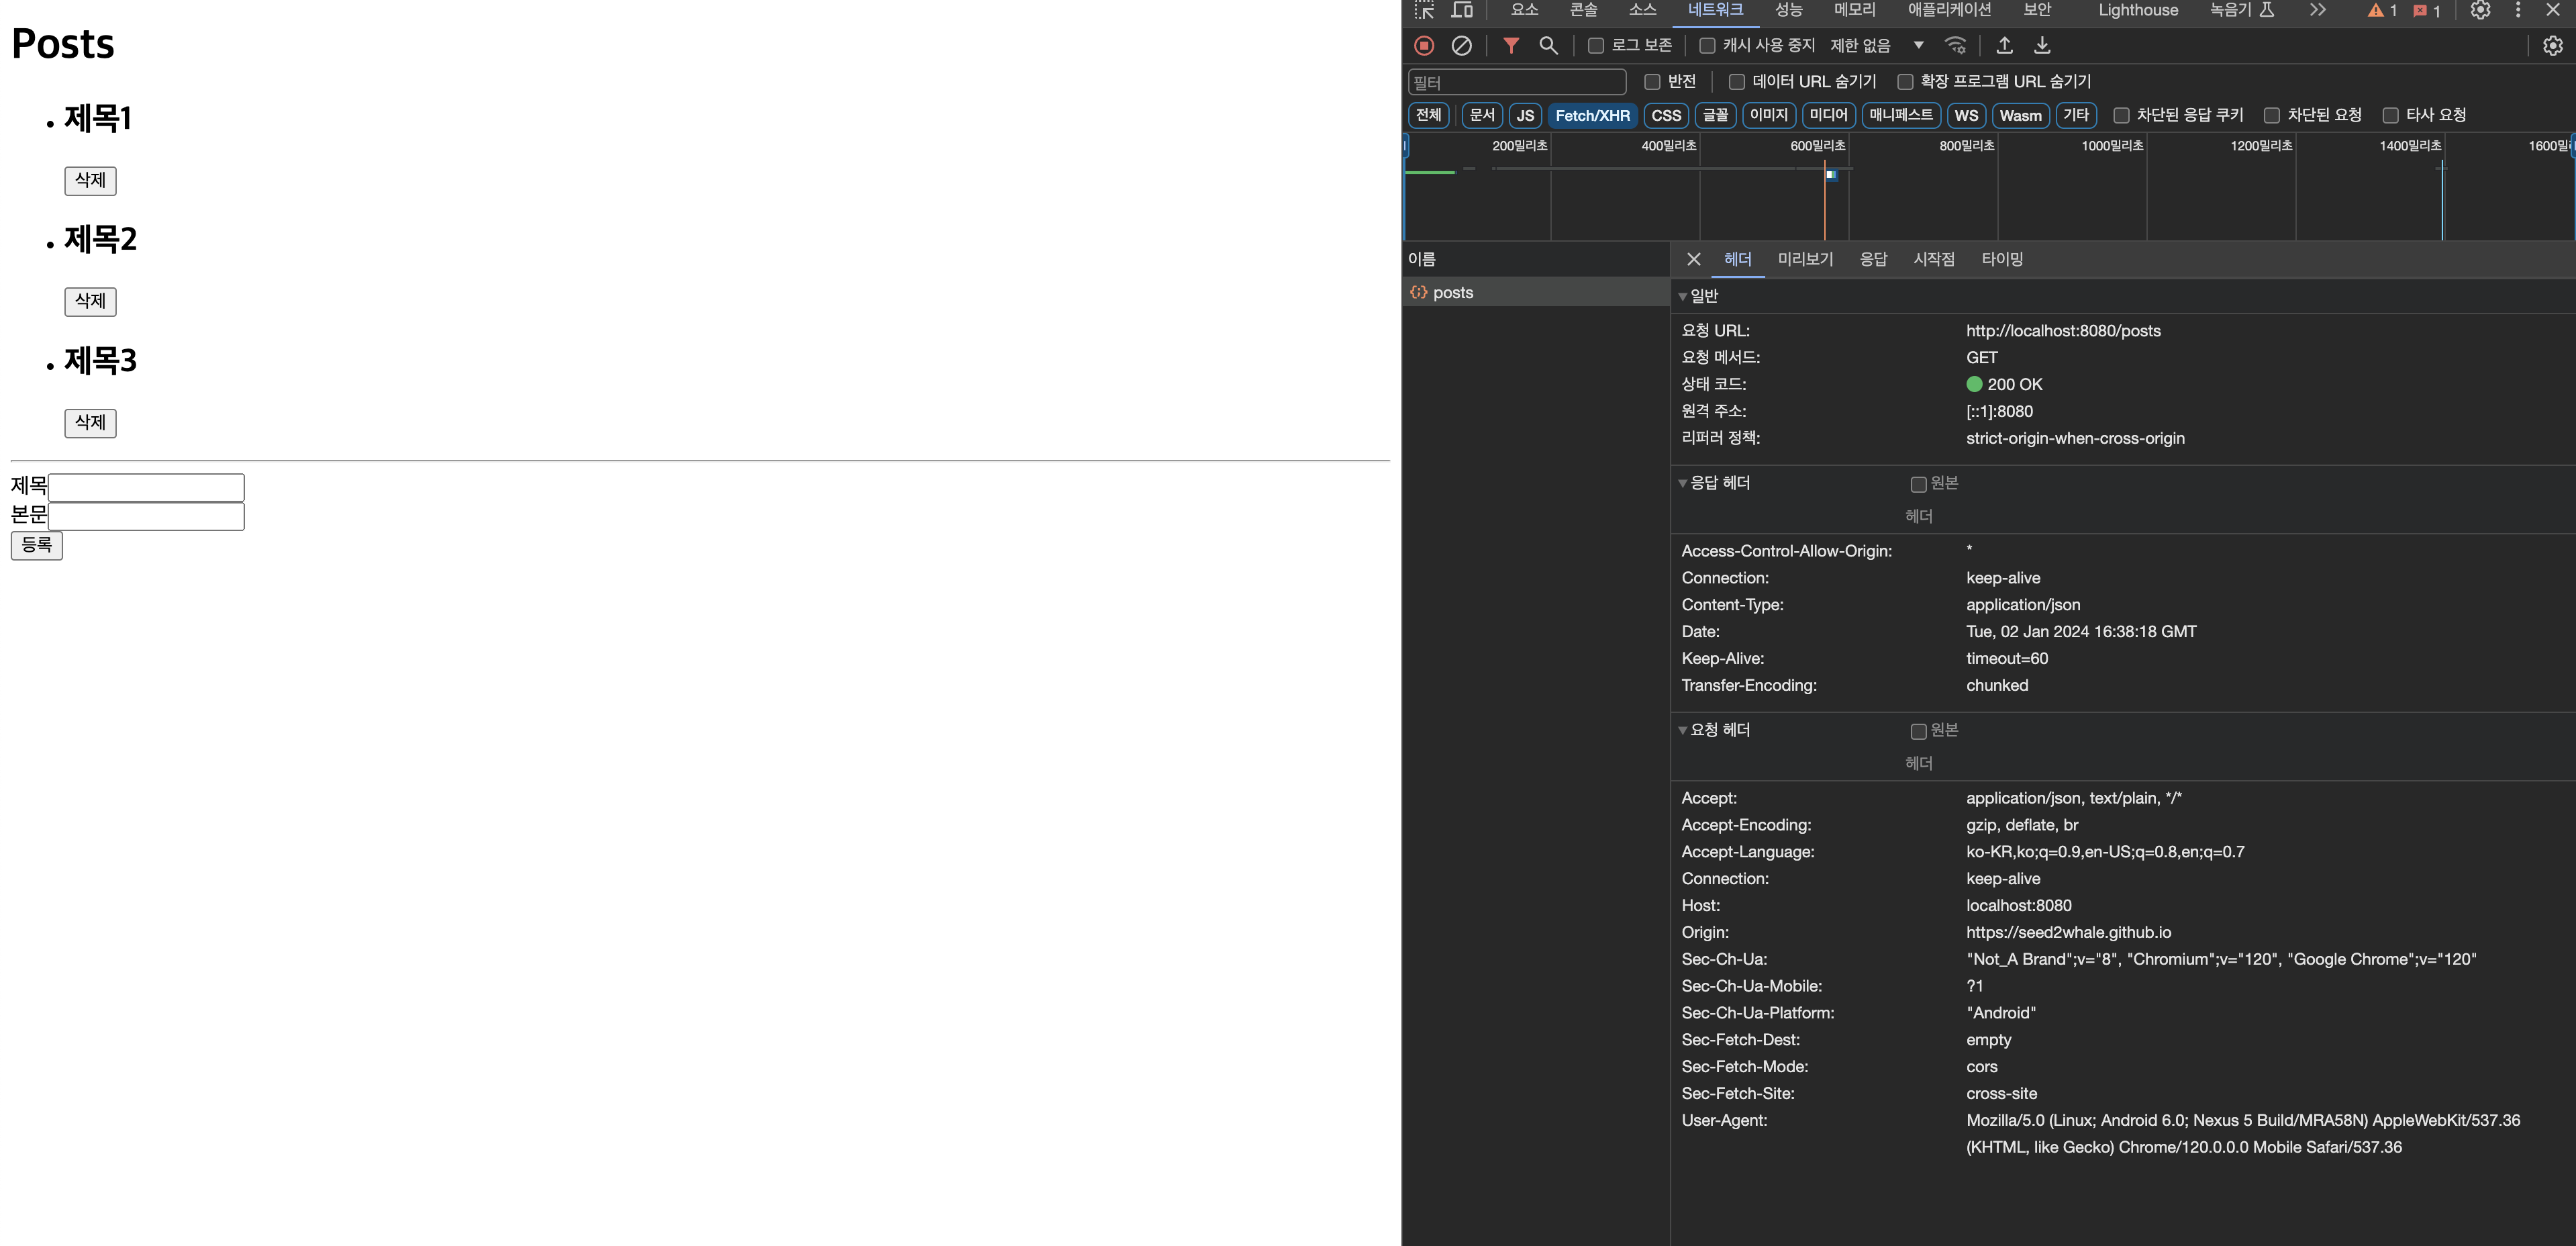 Posts
제목1
삭제
제목2
삭제
제목3
삭제
제목
본문
등록
요소 콘솔 소스 네트워크 성능 메모리 애플리케이션 보안 Lighthouse 녹음기 1 1
로그 보존 캐시 사용 중지 제한 없음
필터 반전 데이터 URL 숨기기 확장 프로그램 URL 숨기기
전체 문서 JS Fetch/XHR CSS 글꼴 이미지 미디어 매니페스트 WS Wasm 기타 차단된 응답 쿠키 차단된 요청 타사 요청
200밀리초 400밀리초 600밀리초 800밀리초 1000밀리초 1200밀리초 1400밀리초
이름 헤더 미리보기 응답 시작점 타이밍
posts
일반
요청 URL: http://localhost:8080/posts
요청 메서드: GET
상태 코드: 200 OK
원격 주소: [::1]:8080
리퍼러 정책: strict-origin-when-cross-origin
응답 헤더 원본
헤더
Access-Control-Allow-Origin: *
Connection: keep-alive
Content-Type: application/json
Date: Tue, 02 Jan 2024 16:38:18 GMT
Keep-Alive: timeout=60
Transfer-Encoding: chunked
요청 헤더 원본
헤더
Accept: application/json, text/plain, */*
Accept-Encoding: gzip, deflate, br
Accept-Language: ko-KR,ko;q=0.9,en-US;q=0.8,en;q=0.7
Connection: keep-alive
Host: localhost:8080
Origin: https://seed2whale.github.io
Sec-Ch-Ua: "Not_A Brand";v="8", "Chromium";v="120", "Google Chrome";v="120"
Sec-Ch-Ua-Mobile: ?1
Sec-Ch-Ua-Platform: "Android"
Sec-Fetch-Dest: empty
Sec-Fetch-Mode: cors
Sec-Fetch-Site: cross-site
User-Agent: Mozilla/5.0 (Linux; Android 6.0; Nexus 5 Build/MRA58N) AppleWebKit/537.36
(KHTML, like Gecko) Chrome/120.0.0.0 Mobile Safari/537.36